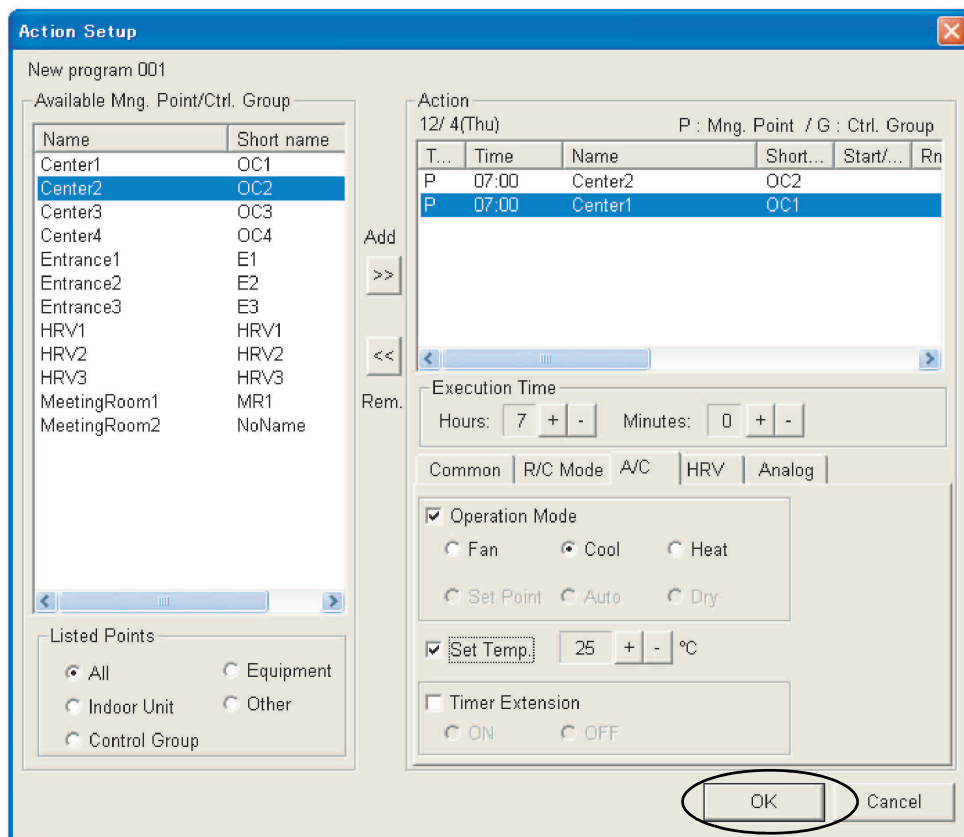 Action Setup
New program 001
Available Mng. Point/Ctrl. Group
Name Short name
Center1 OC1
Center2 OC2
Center3 OC3
Center4 OC4
Entrance1 E1
Entrance2 E2
Entrance3 E3
HRV1 HRV1
HRV2 HRV2
HRV3 HRV3
MeetingRoom1 MR1
MeetingRoom2 NoName
Listed Points
All Equipment
Indoor Unit Other
Control Group
Add
>>
<<
Rem.
Action
12/ 4(Thu) P : Mng. Point / G : Ctrl. Group
T... Time Name Short... Start/... Rn
P 07:00 Center2 OC2
P 07:00 Center1 OC1
Execution Time
Hours: 7 + - Minutes: 0 + -
Common R/C Mode A/C HRV Analog
Operation Mode
Fan Cool Heat
Set Point Auto Dry
Set Temp. 25 + - °C
Timer Extension
ON OFF
OK Cancel